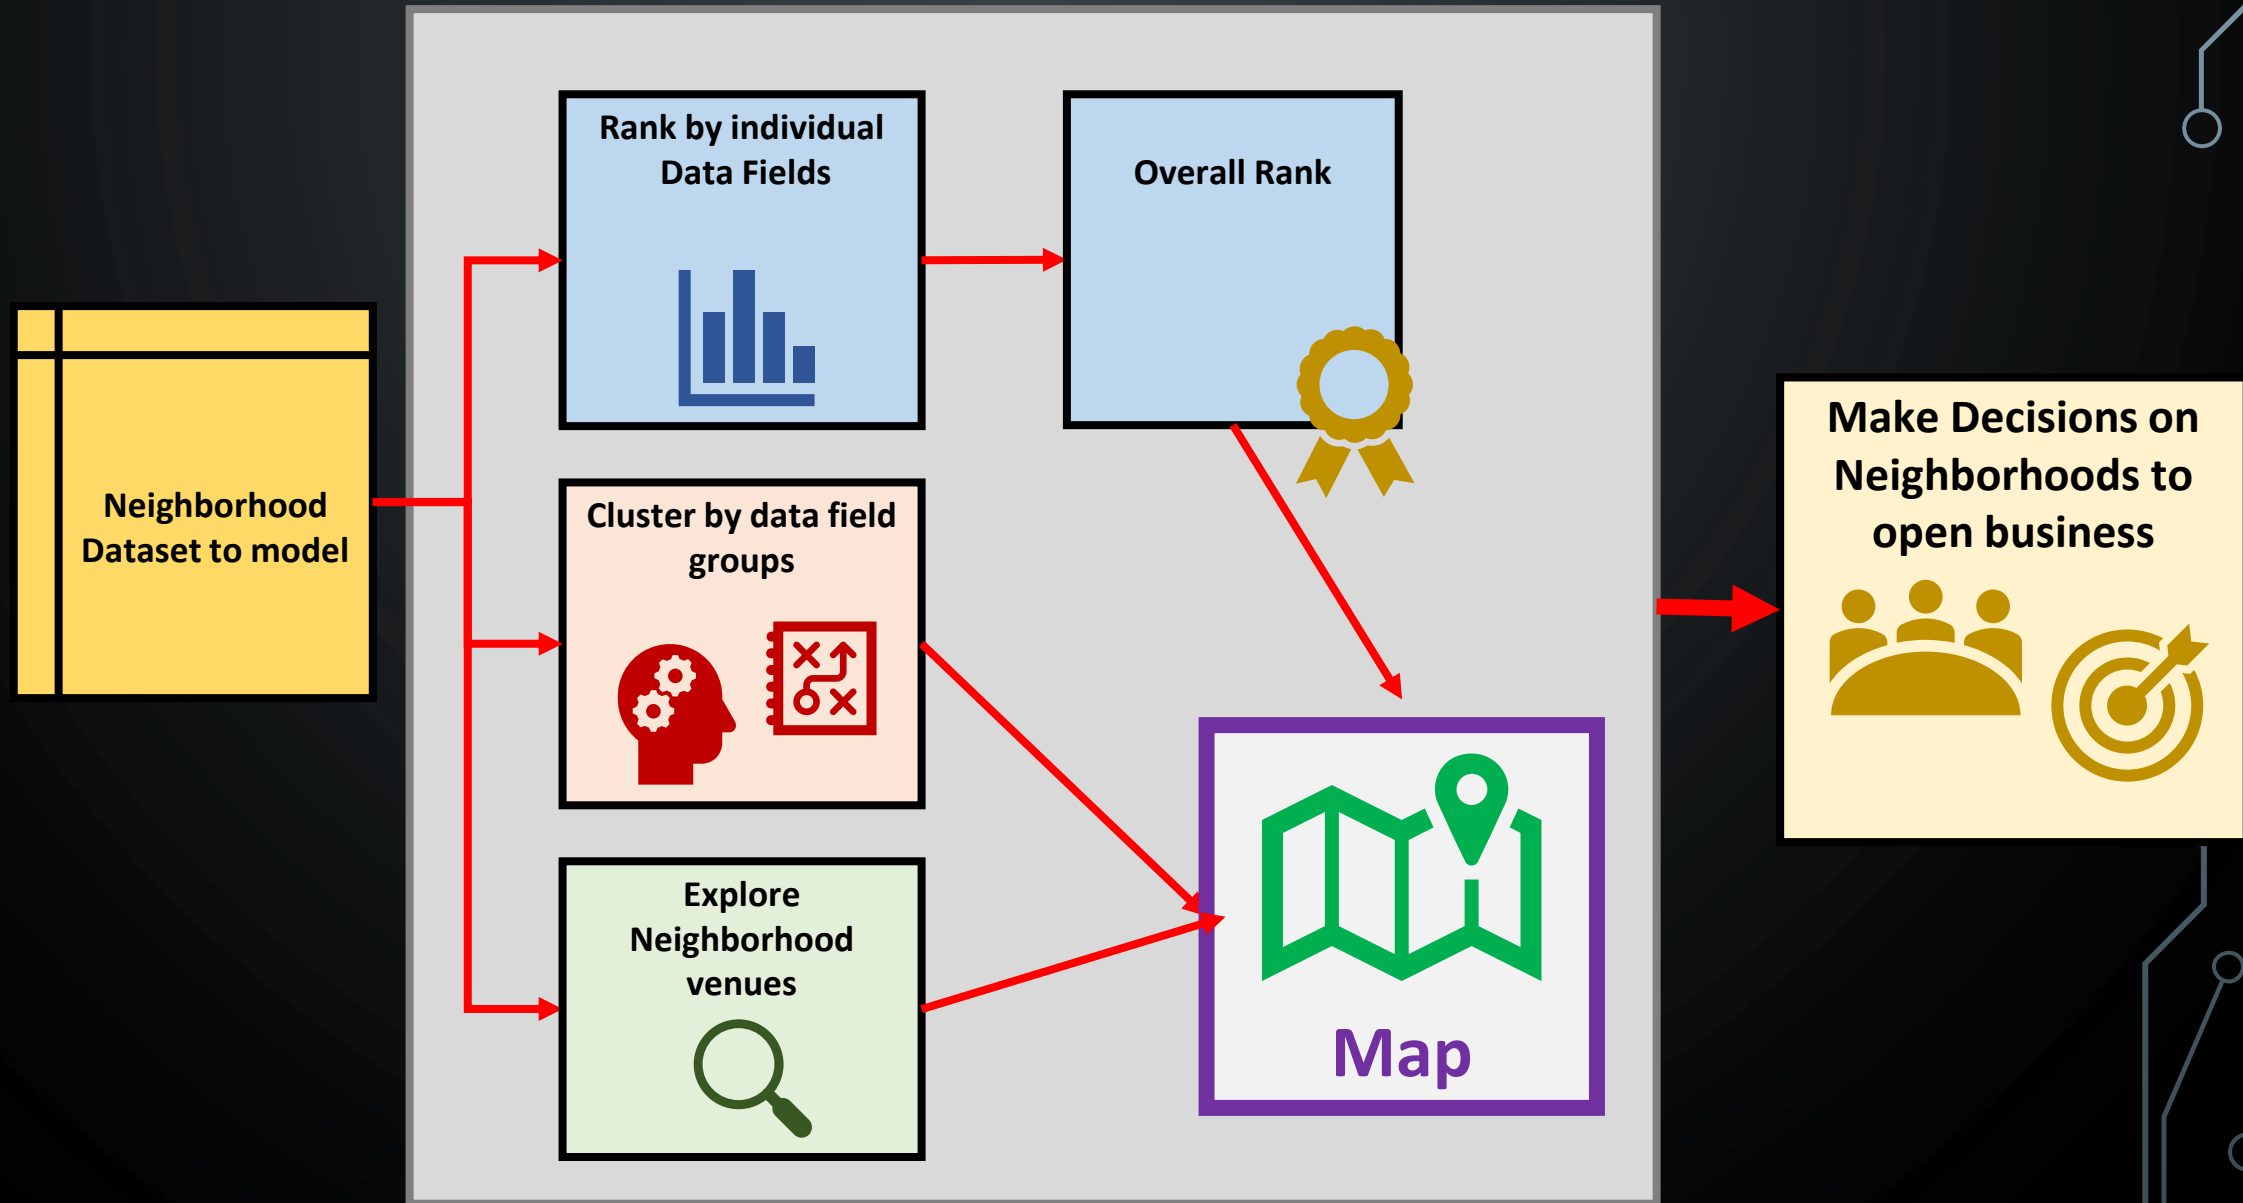 Neighborhood
Dataset to model
Rank by individual
Data Fields
Overall Rank
Cluster by data field
groups
Explore
Neighborhood
venues
Map
Make Decisions on
Neighborhoods to
open business